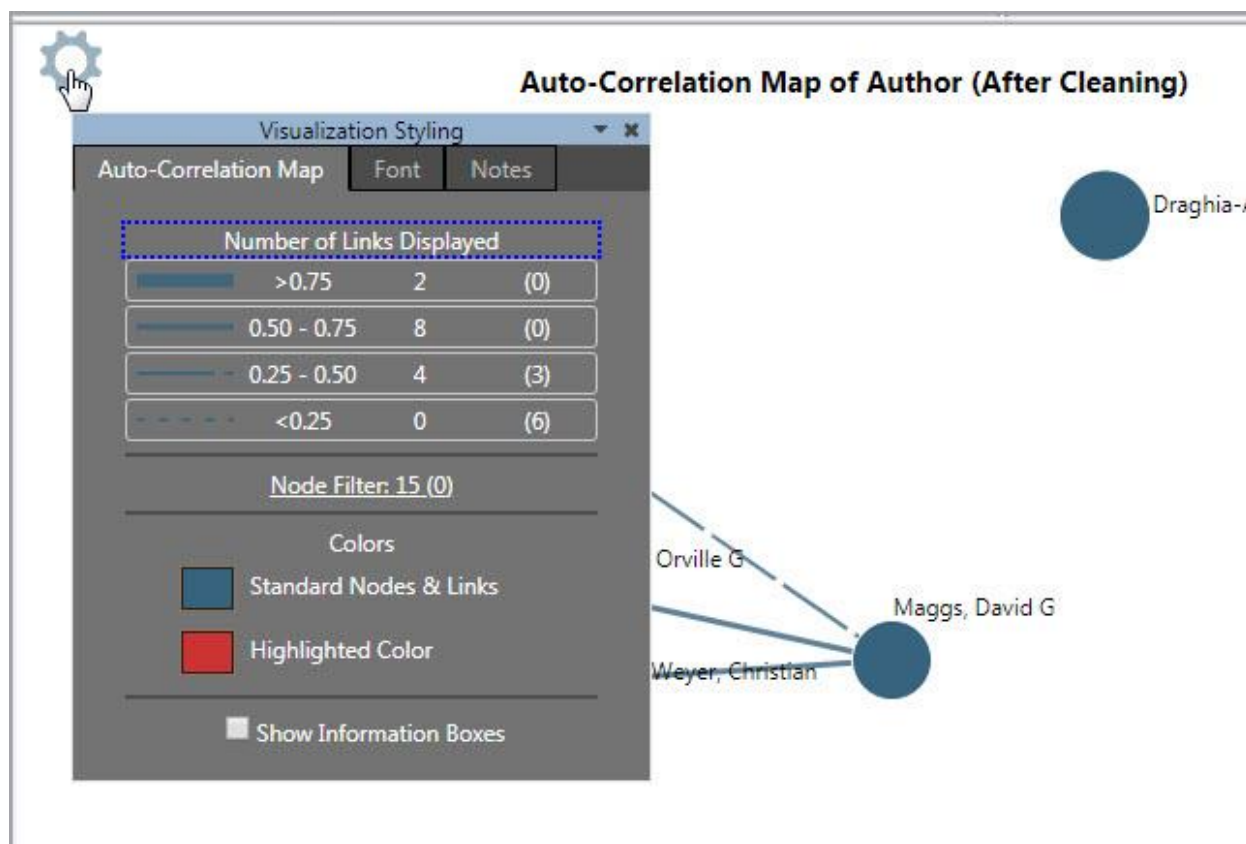 Auto-Correlation Map of Author (After Cleaning)
Visualization Styling
Auto-Correlation Map Font Notes
Number of Links Displayed
>0.75 2 (0)
0.50 - 0.75 8 (0)
0.25 - 0.50 4 (3)
<0.25 0 (6)
Node Filter: 15 (0)
Colors
Standard Nodes & Links
Highlighted Color
Show Information Boxes
Draghia-
Orville G
Maggs, David G
Weyer, Christian